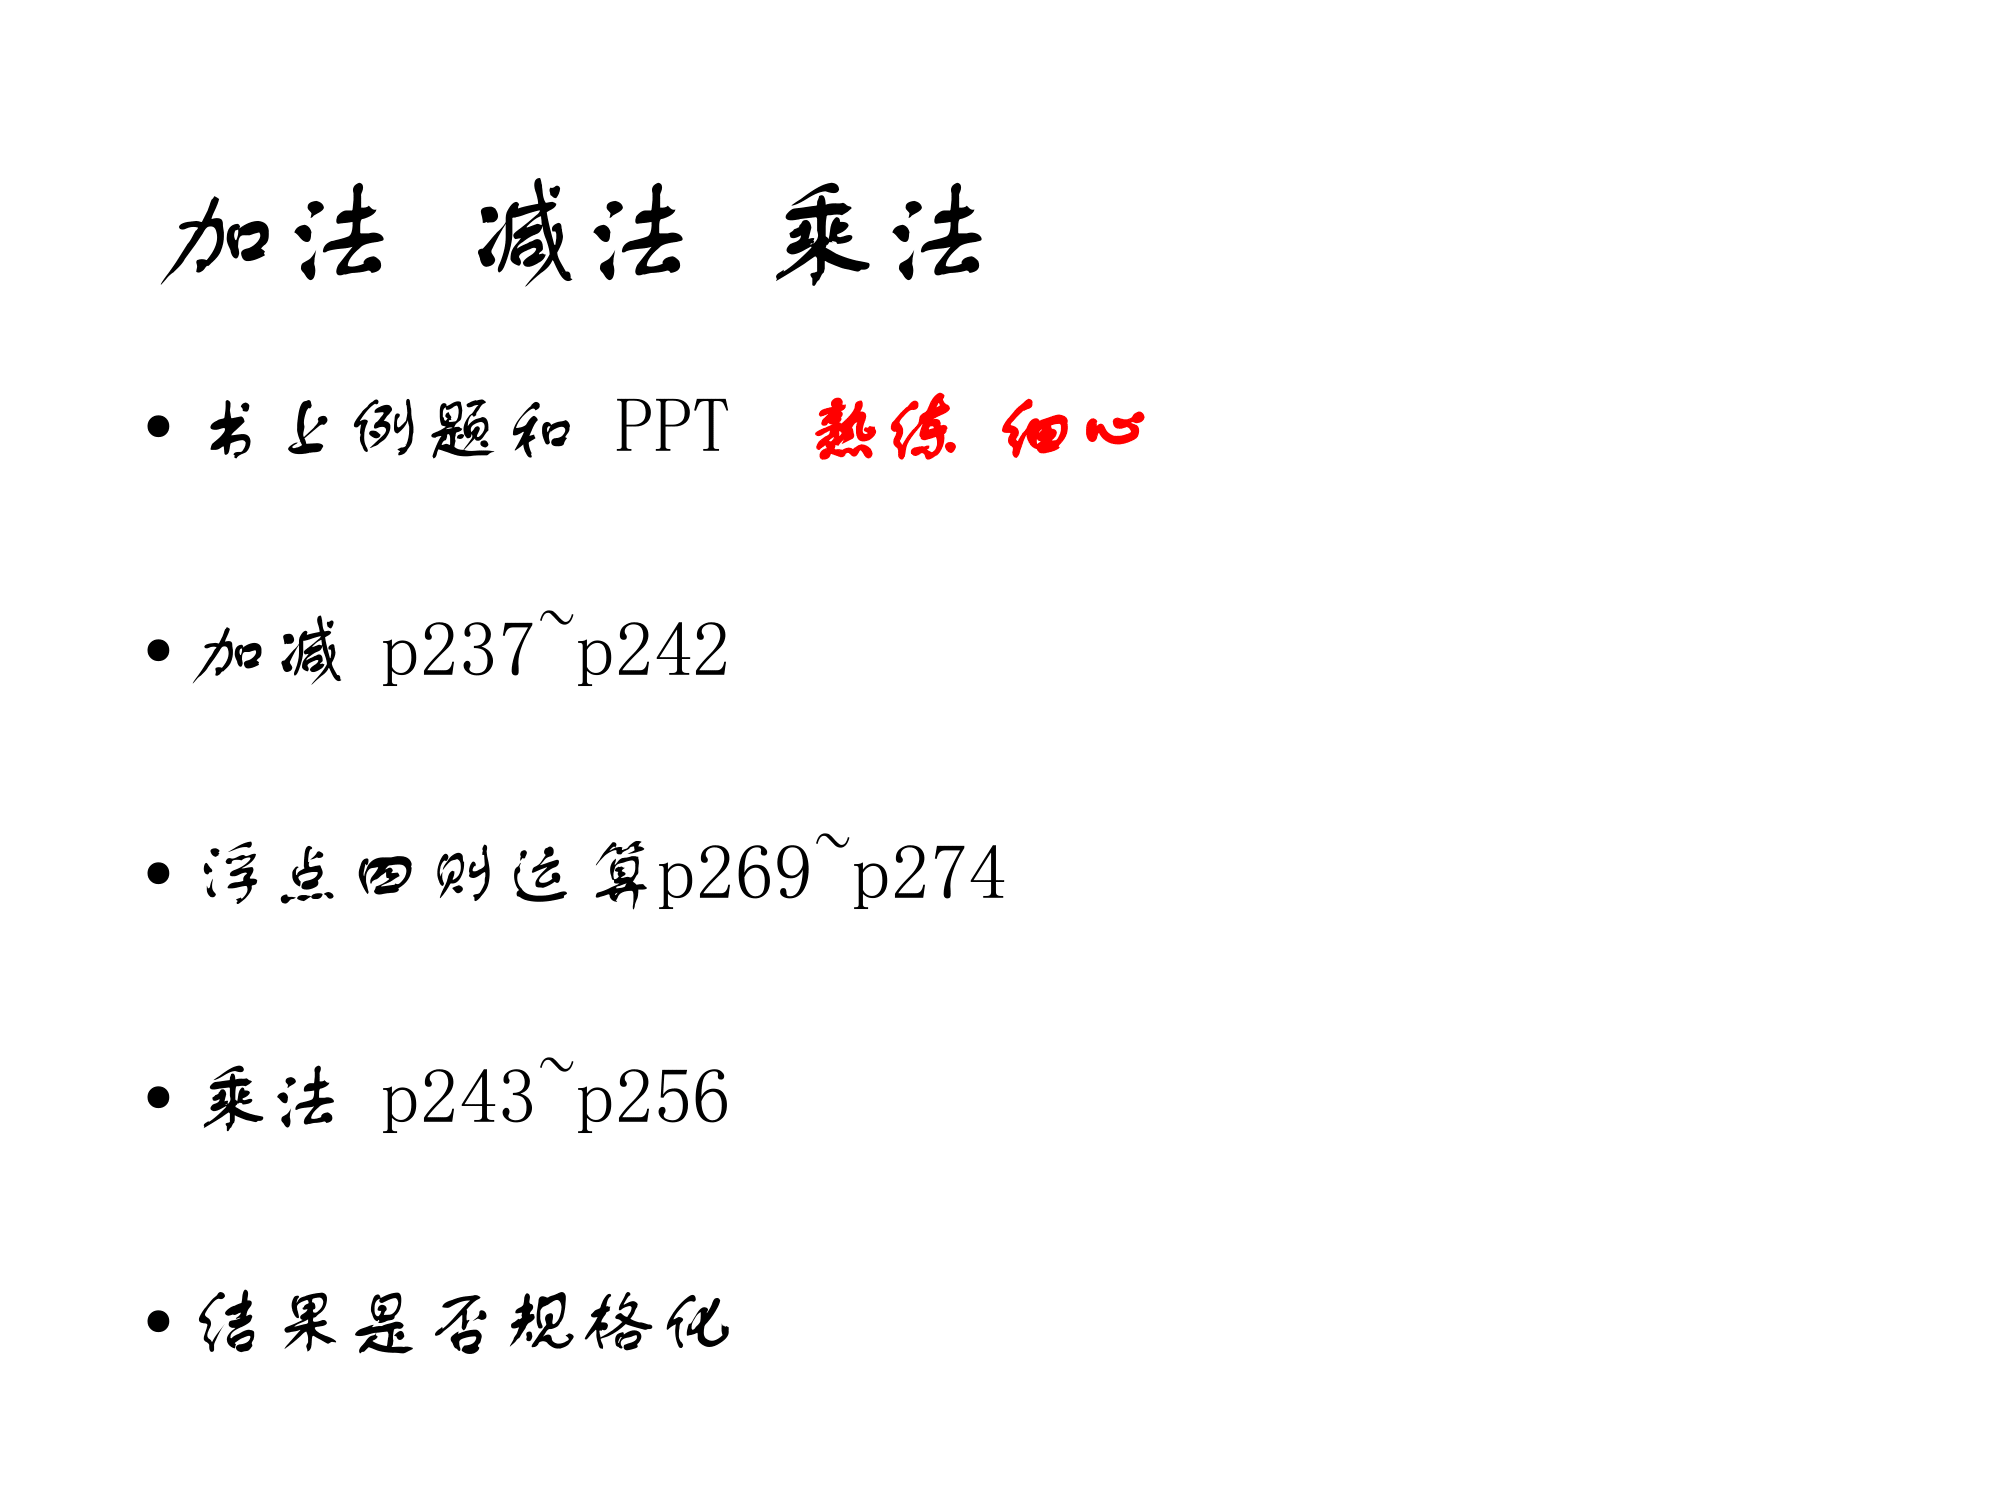 加法 减法 乘法
• 书上例题和 PPT 熟练 细心
• 加减 p237~p242
• 浮点四则运算p269~p274
• 乘法 p243~p256
• 结果是否规格化